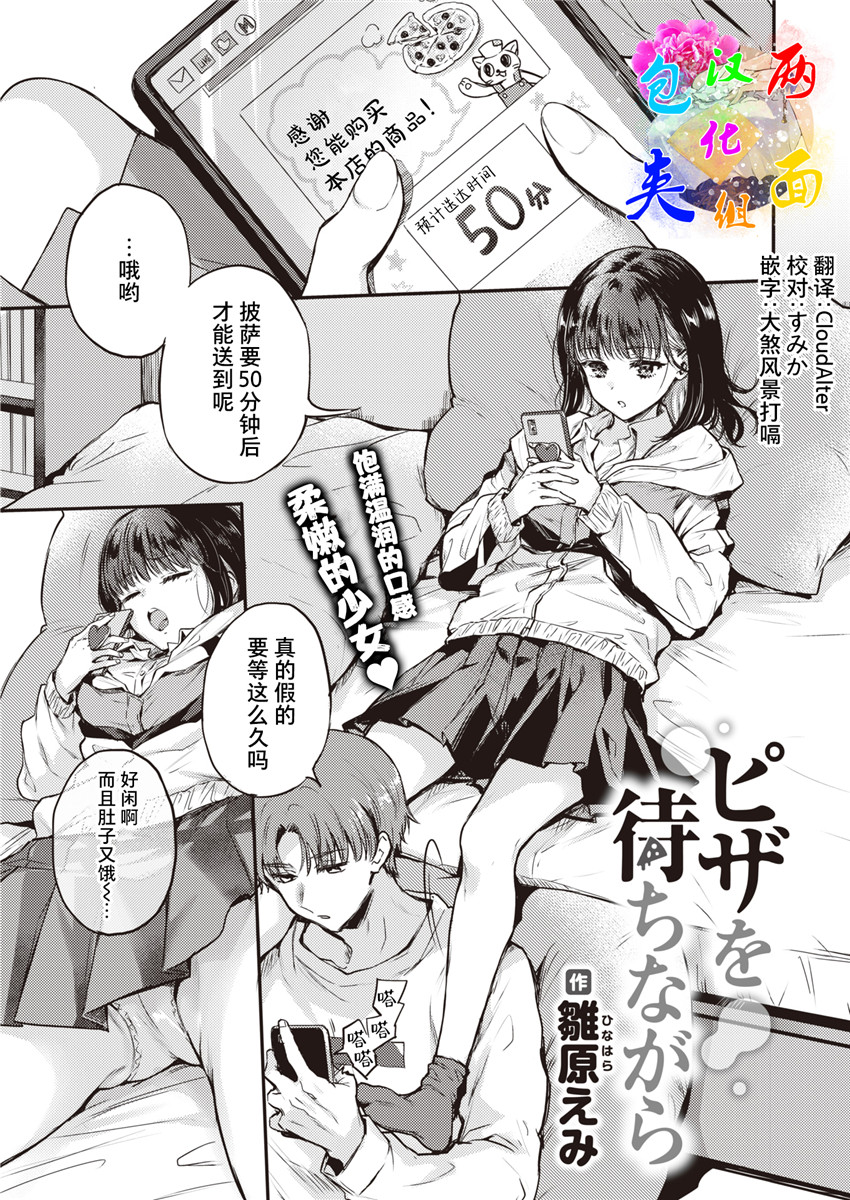 感谢
您能购买
本店的商品！
预计送达时间
50分
两面包夹
汉化组
翻译：CloudAlter
校对：すみか
嵌字：大煞风景打嗝
披萨要50分钟后
才能送到呢
…哦哟
饱满温润的口感
柔嫩的少女♥
真的假的
要等这么久吗
好闲啊
而且肚子又饿～…
嗒
嗒
嗒
嗒
ピザを
待ちながら
作
雛原えみ
ひなはら